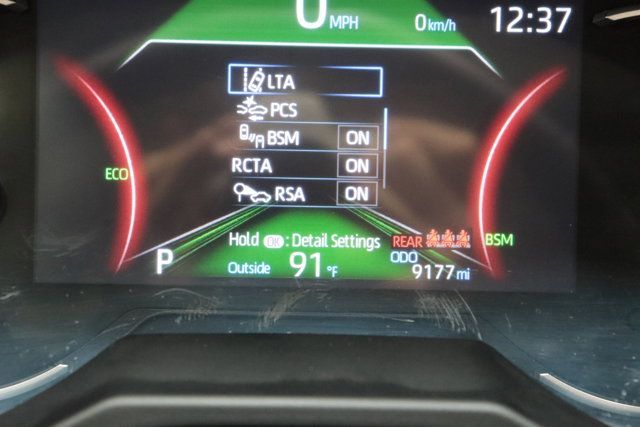 0 MPH 0 km/h 12:37
LTA
PCS
BSM ON
RCTA ON
RSA ON
ECO
Hold OK : Detail Settings REAR BSM
P Outside 91 °F ODO
9177 mi